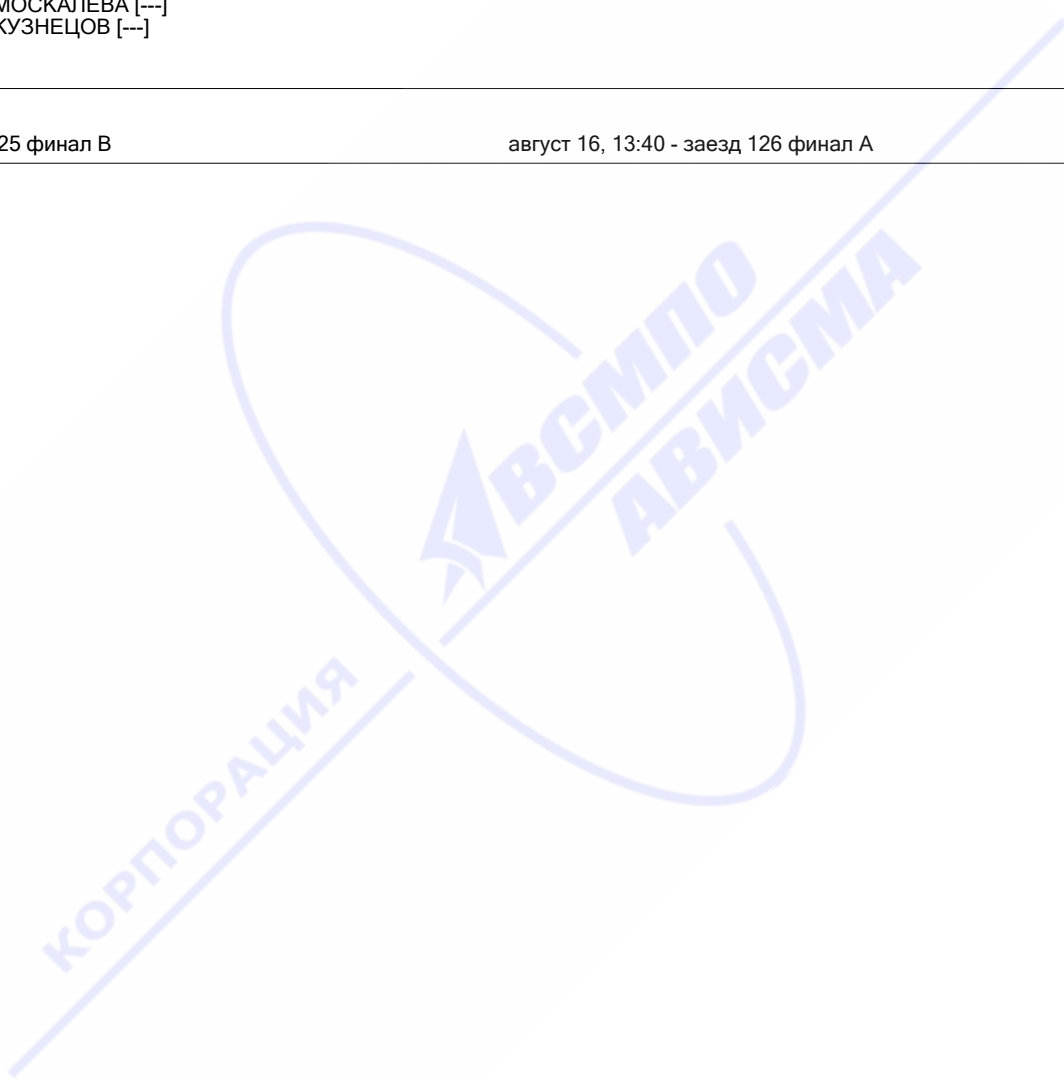 МОСКАЛЕВА [---]
КУЗНЕЦОВ [---]
25 финал В
август 16, 13:40 - заезд 126 финал А
ВСМПО
АВИСМА
КОРПОРАЦИЯ